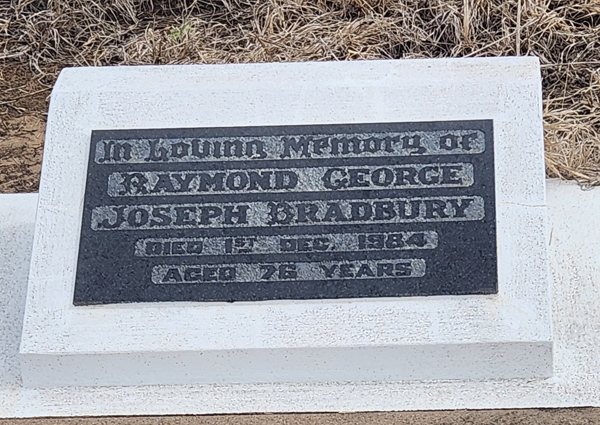 In Loving Memory of
RAYMOND GEORGE
JOSEPH BRADBURY
DIED 1ST DEC. 1984
AGED 76 YEARS